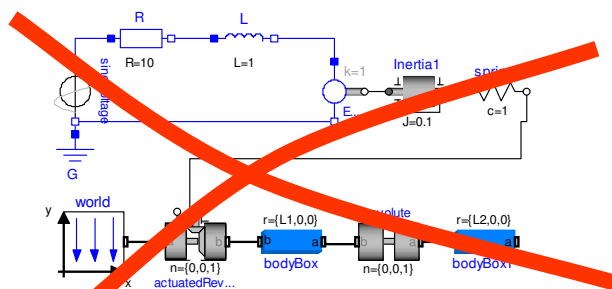 R
L
R=10
L=1
k=1
Inertia1
E...
J=0.1
c=1
G
y
world
x
r={L1,0,0}
r={L2,0,0}
a
b
b
a
b
a
n={0,0,1}
bodyBox
n={0,0,1}
actuatedRev...